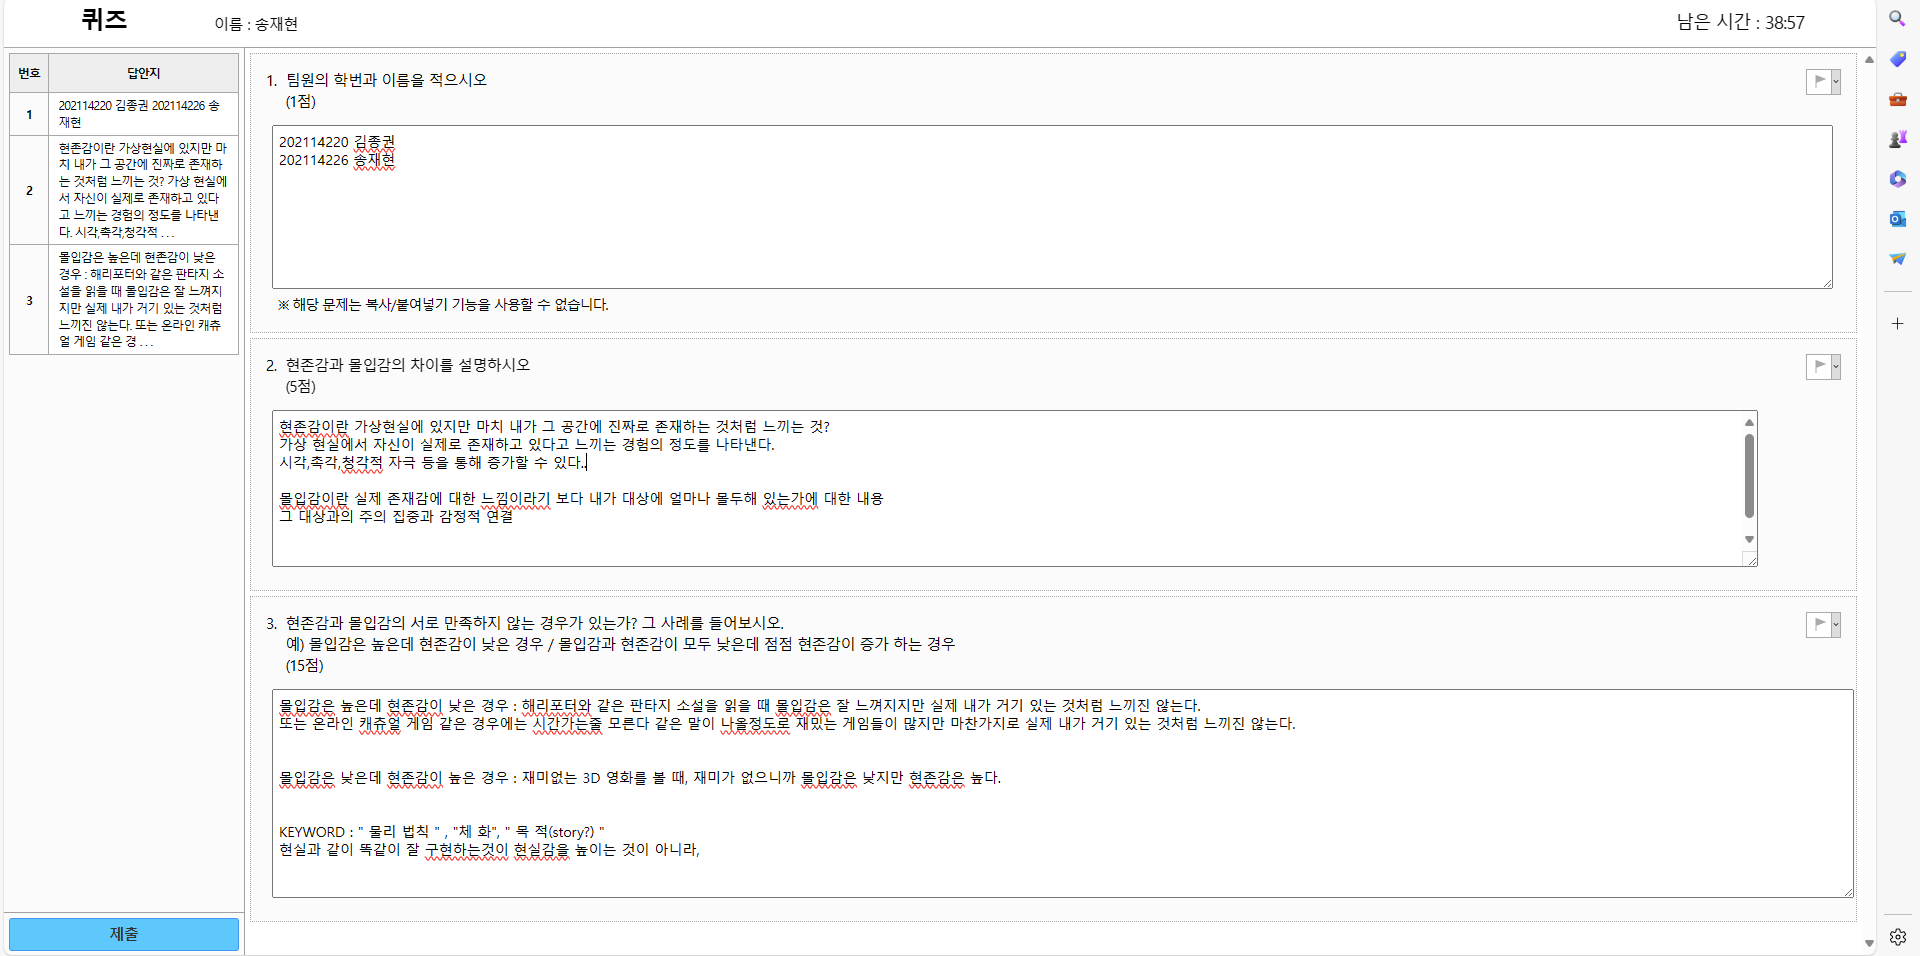 퀴즈
이름 : 송재현
남은 시간 : 38:57
번호
답안지
1
202114220 김종권 202114226 송
재현
2
현존감이란 가상현실에 있지만 마
치 내가 그 공간에 진짜로 존재하
는 것처럼 느끼는 것? 가상 현실에
서 자신이 실제로 존재하고 있다
고 느끼는 경험의 정도를 나타낸
다. 시각,촉각,청각적 . . .
3
몰입감은 높은데 현존감이 낮은
경우 : 해리포터와 같은 판타지 소
설을 읽을 때 몰입감은 잘 느껴지
지만 실제 내가 거기 있는 것처럼
느끼진 않는다. 또는 온라인 캐쥬
얼 게임 같은 경 . . .
제출
1. 팀원의 학번과 이름을 적으시오
(1점)
202114220 김종권
202114226 송재현
※ 해당 문제는 복사/붙여넣기 기능을 사용할 수 없습니다.
2. 현존감과 몰입감의 차이를 설명하시오
(5점)
현존감이란 가상현실에 있지만 마치 내가 그 공간에 진짜로 존재하는 것처럼 느끼는 것?
가상 현실에서 자신이 실제로 존재하고 있다고 느끼는 경험의 정도를 나타낸다.
시각,촉각,청각적 자극 등을 통해 증가할 수 있다..
몰입감이란 실제 존재감에 대한 느낌이라기 보다 내가 대상에 얼마나 몰두해 있는가에 대한 내용
그 대상과의 주의 집중과 감정적 연결
3. 현존감과 몰입감의 서로 만족하지 않는 경우가 있는가? 그 사례를 들어보시오.
예) 몰입감은 높은데 현존감이 낮은 경우 / 몰입감과 현존감이 모두 낮은데 점점 현존감이 증가 하는 경우
(15점)
몰입감은 높은데 현존감이 낮은 경우 : 해리포터와 같은 판타지 소설을 읽을 때 몰입감은 잘 느껴지지만 실제 내가 거기 있는 것처럼 느끼진 않는다.
또는 온라인 캐쥬얼 게임 같은 경우에는 시간가는줄 모른다 같은 말이 나올정도로 재밌는 게임들이 많지만 마찬가지로 실제 내가 거기 있는 것처럼 느끼진 않는다.
몰입감은 낮은데 현존감이 높은 경우 : 재미없는 3D 영화를 볼 때, 재미가 없으니까 몰입감은 낮지만 현존감은 높다.
KEYWORD : " 물리 법칙 " , "체 화", " 목 적(story?) "
현실과 같이 똑같이 잘 구현하는것이 현실감을 높이는 것이 아니라,